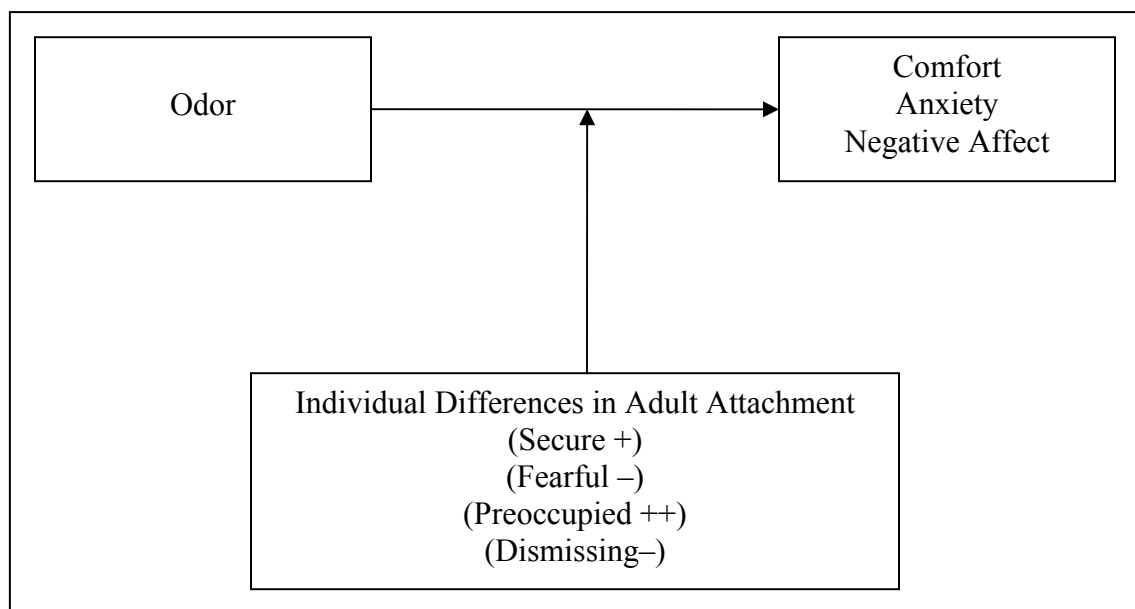 Odor
Comfort
Anxiety
Negative Affect
Individual Differences in Adult Attachment
(Secure +)
(Fearful –)
(Preoccupied ++)
(Dismissing–)